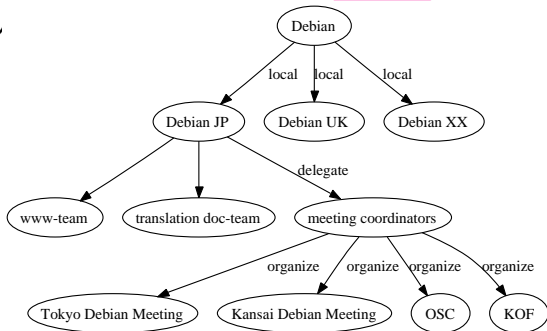 Debian
local local local
Debian JP Debian UK Debian XX
delegate
www-team translation doc-team meeting coordinators
organize organize organize organize
Tokyo Debian Meeting Kansai Debian Meeting OSC KOF